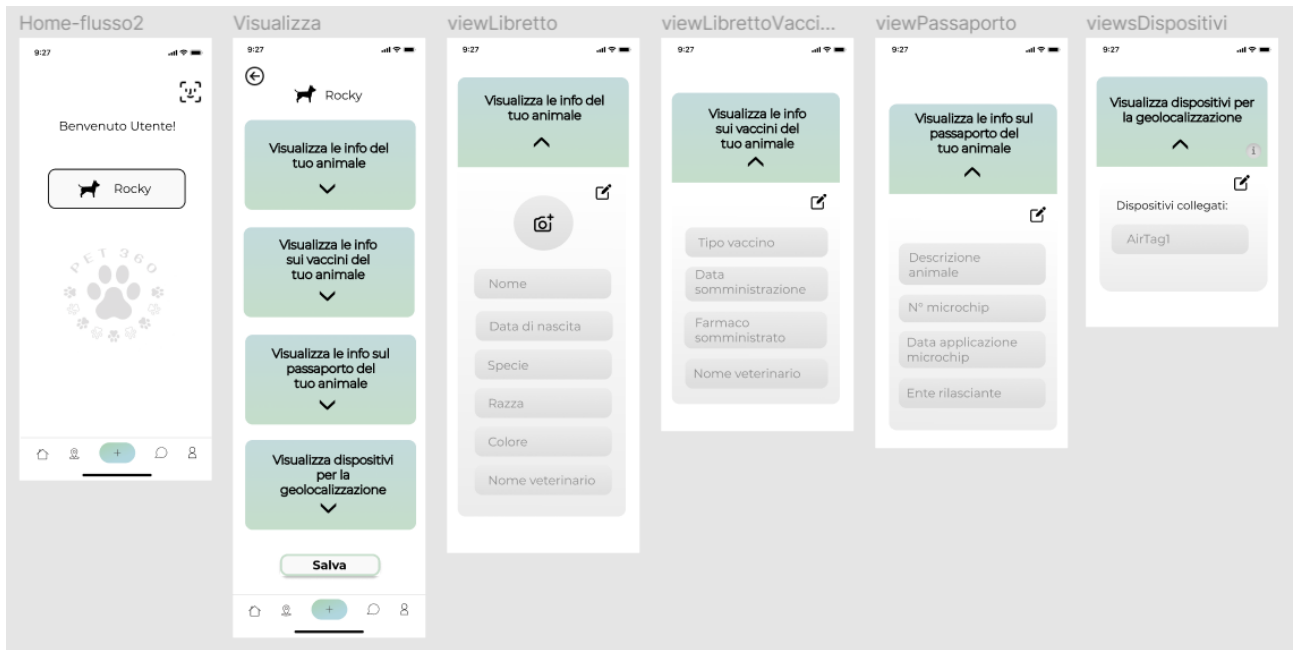 Home-flusso2
9:27
Benvenuto Utente!
Rocky
PET 360
Visualizza
9:27
Rocky
Visualizza le info del
tuo animale
Visualizza le info
sui vaccini del
tuo animale
Visualizza le info sul
passaporto del
tuo animale
Visualizza dispositivi
per la
geolocalizzazione
Salva
viewLibretto
9:27
Visualizza le info del
tuo animale
Nome
Data di nascita
Specie
Razza
Colore
Nome veterinario
viewLibrettoVacci...
9:27
Visualizza le info
sui vaccini del
tuo animale
Tipo vaccino
Data
somministrazione
Farmaco
somministrato
Nome veterinario
viewPassaporto
9:27
Visualizza le info sul
passaporto del
tuo animale
Descrizione
animale
N° microchip
Data applicazione
microchip
Ente rilasciante
viewsDispositivi
9:27
Visualizza dispositivi per
la geolocalizzazione
i
Dispositivi collegati:
AirTag1